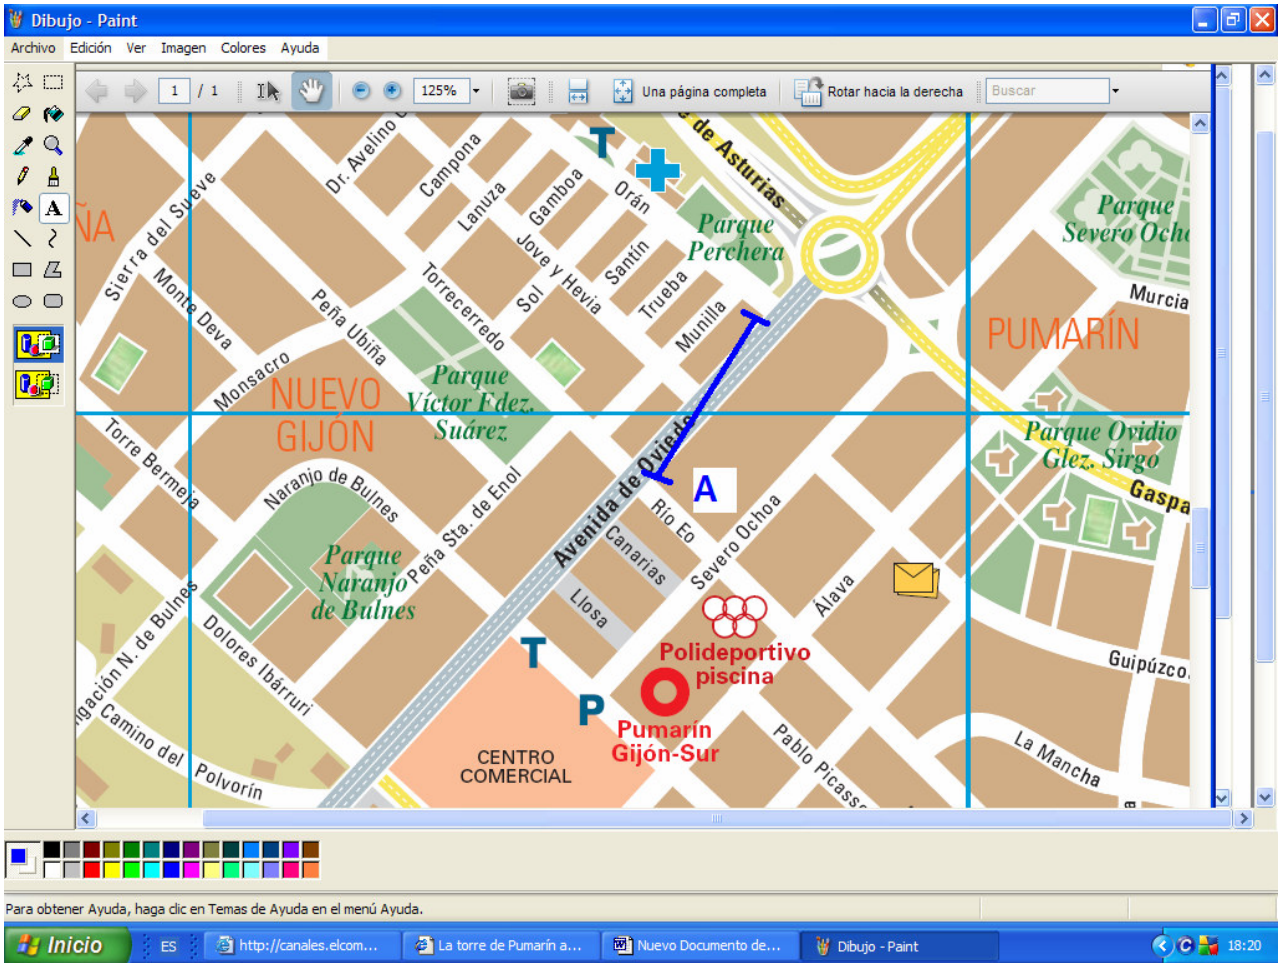 Dibujo - Paint
Archivo Edición Ver Imagen Colores Ayuda
1 / 1
125%
Una página completa
Rotar hacia la derecha
Buscar
Dr. Avelino
Campona
Lanuza
Gamboa
T
Orán
e de Asturias
Parque
Perchera
Parque
Severo Ocho
Sierra del Sueve
ÑA
Monte Deva
Peña Ubiña
Torrecerredo
Sol
Jove y Hevia
Santín
Trueba
Munilla
Murcia
PUMARÍN
Monsacro
NUEVO
GIJÓN
Parque
Víctor Fdez.
Suárez
Avenida de Oviedo
A
Parque Ovidio
Glez. Sirgo
Gaspa
Torre Bermeja
Naranjo de Bulnes
Peña Sta. de Enol
Río Eo
Severo Ochoa
Canarias
Llosa
Álava
Parque
Naranjo
de Bulnes
gación N. de Bulnes
Dolores Ibárruri
Camino del Polvorín
T
P
Polideportivo
piscina
Pumarín
Gijón-Sur
CENTRO
COMERCIAL
Pablo Picasso
Guipúzco
La Mancha
a
Para obtener Ayuda, haga clic en Temas de Ayuda en el menú Ayuda.
Inicio
ES
http://canales.elcom...
La torre de Pumarín a...
Nuevo Documento de...
Dibujo - Paint
18:20